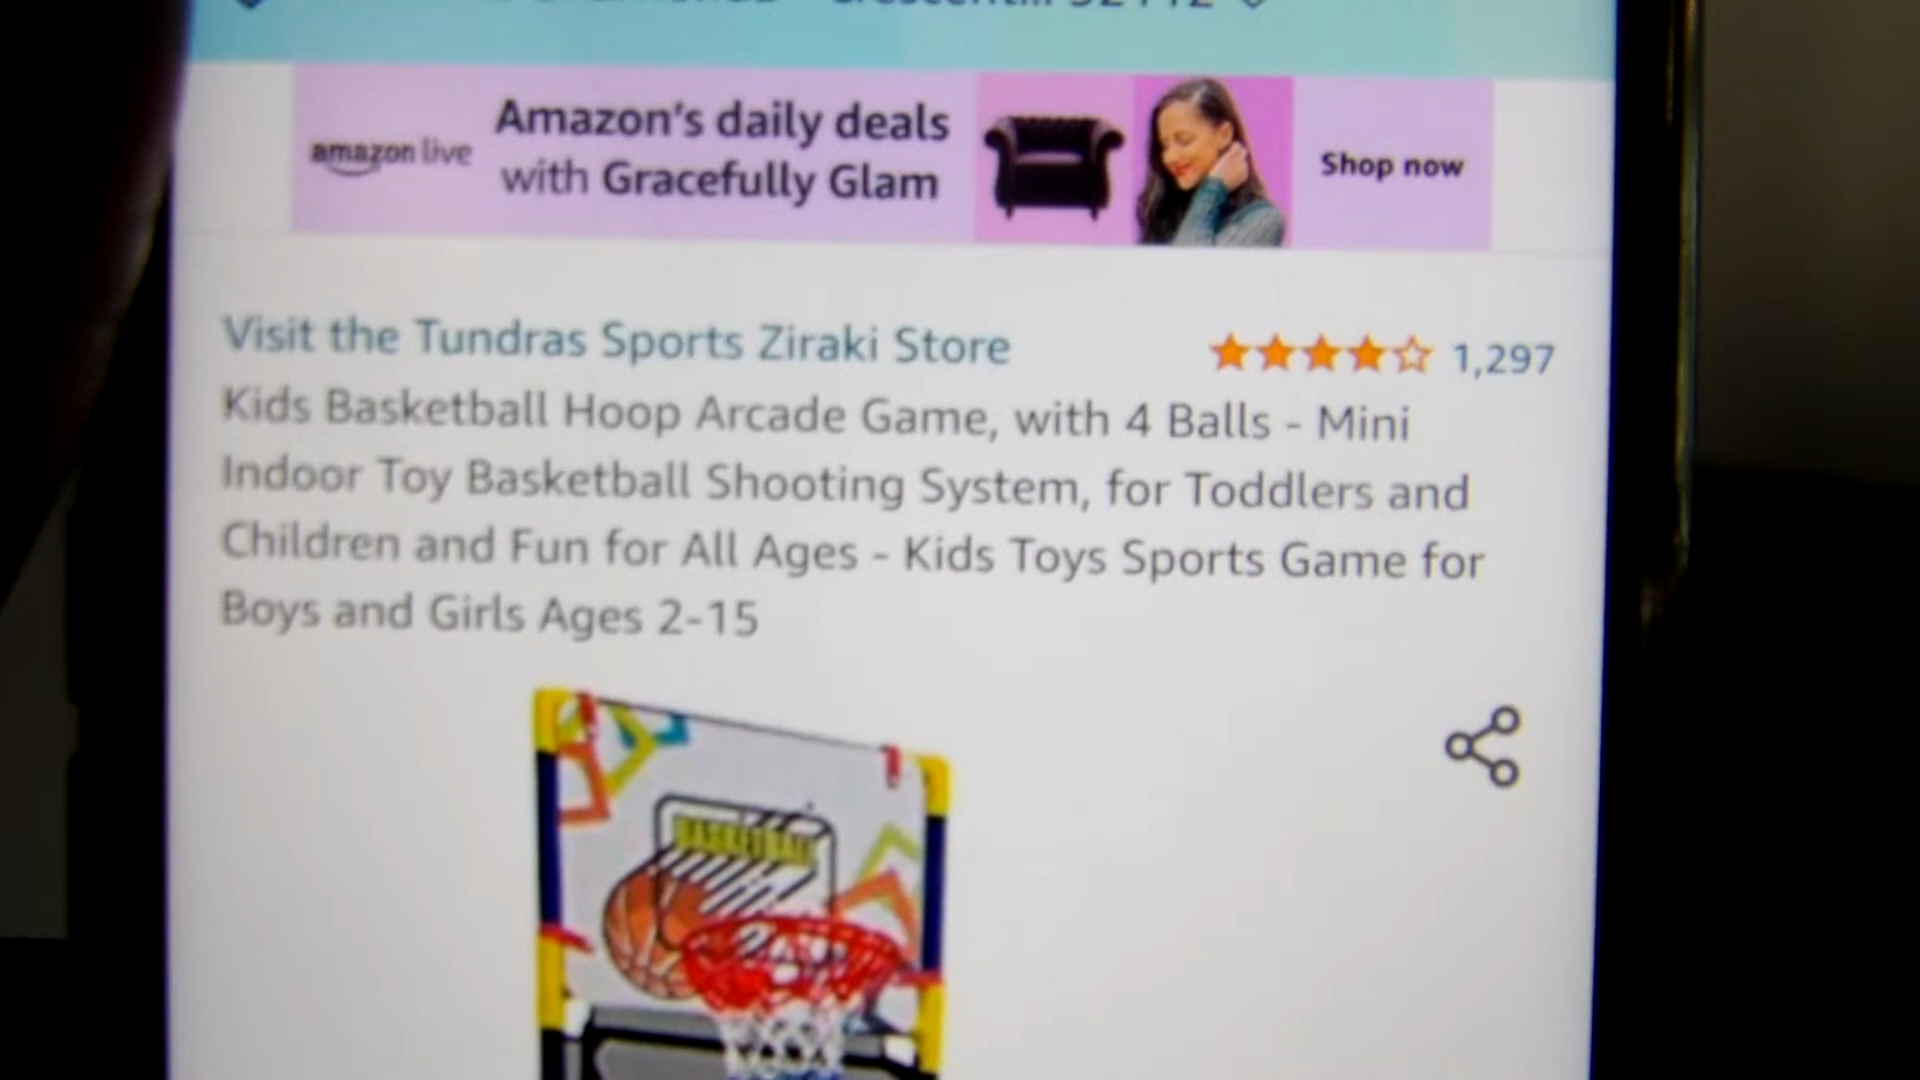 amazon live
Amazon's daily deals
with Gracefully Glam
Shop now
Visit the Tundras Sports Ziraki Store
1,297
Kids Basketball Hoop Arcade Game, with 4 Balls - Mini
Indoor Toy Basketball Shooting System, for Toddlers and
Children and Fun for All Ages - Kids Toys Sports Game for
Boys and Girls Ages 2-15
BASKETBALL